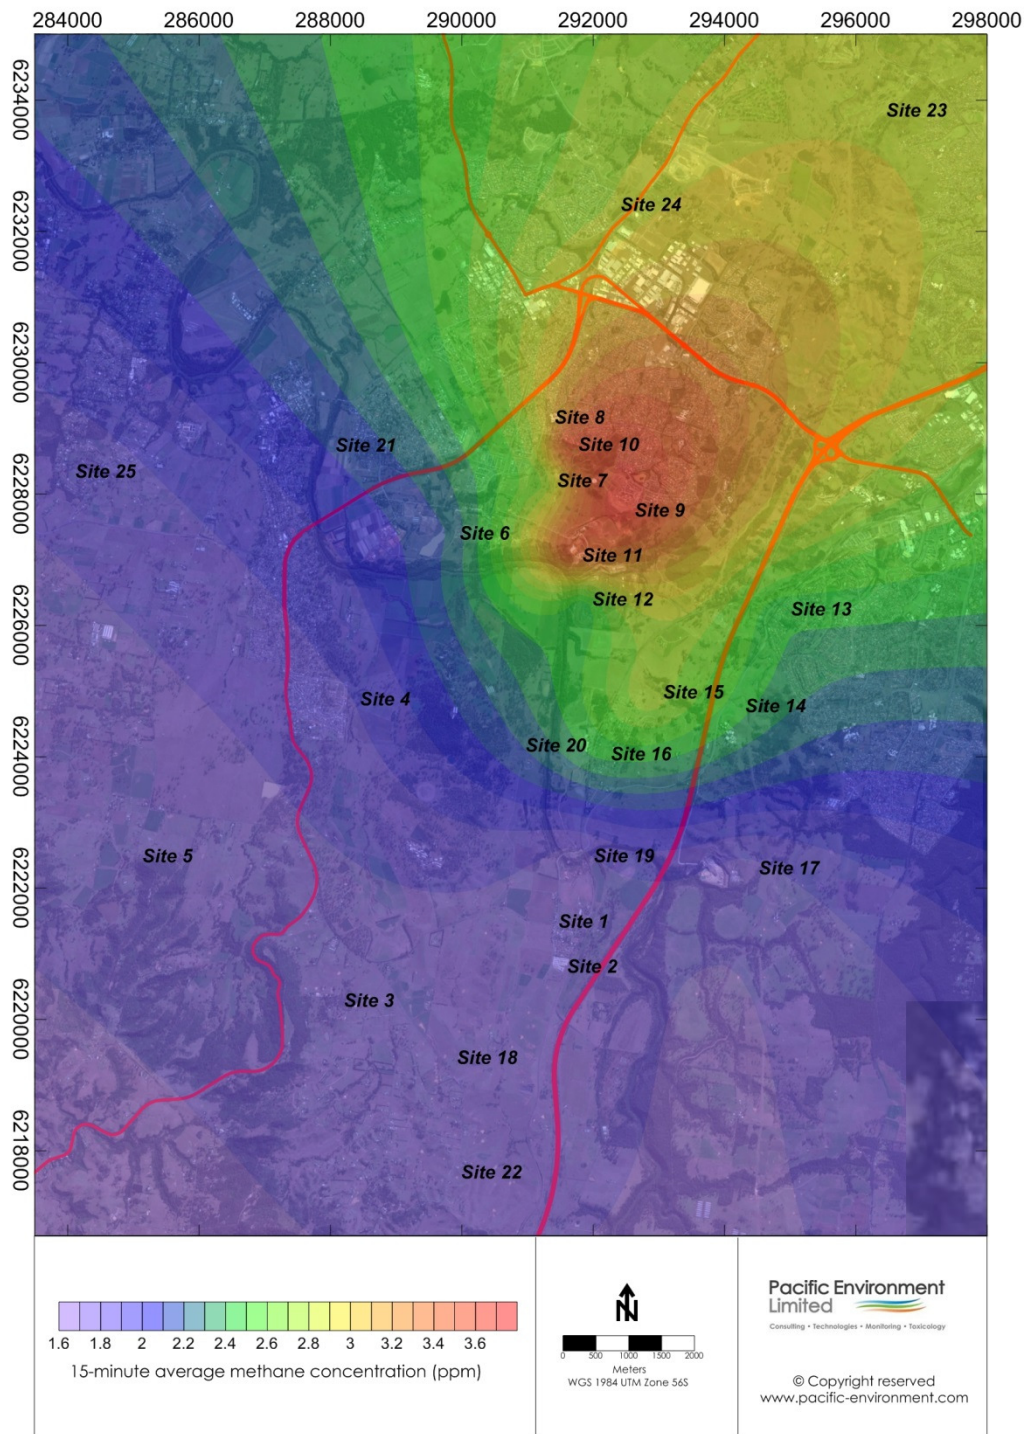 284000 286000 288000 290000 292000 294000 296000 298000
6234000
6232000
6230000
6228000
6226000
6224000
6222000
6220000
6218000
Site 23
Site 24
Site 8
Site 21
Site 10
Site 25
Site 7
Site 9
Site 6
Site 11
Site 12
Site 13
Site 15
Site 4
Site 14
Site 20
Site 16
Site 5
Site 19
Site 17
Site 1
Site 2
Site 3
Site 18
Site 22
1.6 1.8 2 2.2 2.4 2.6 2.8 3 3.2 3.4 3.6
15-minute average methane concentration (ppm)
N
0 500 1000 1500 2000
Meters
WGS 1984 UTM Zone 56S
Pacific Environment
Limited
Consulting • Technologies • Monitoring • Toxicology
© Copyright reserved
www.pacific-environment.com